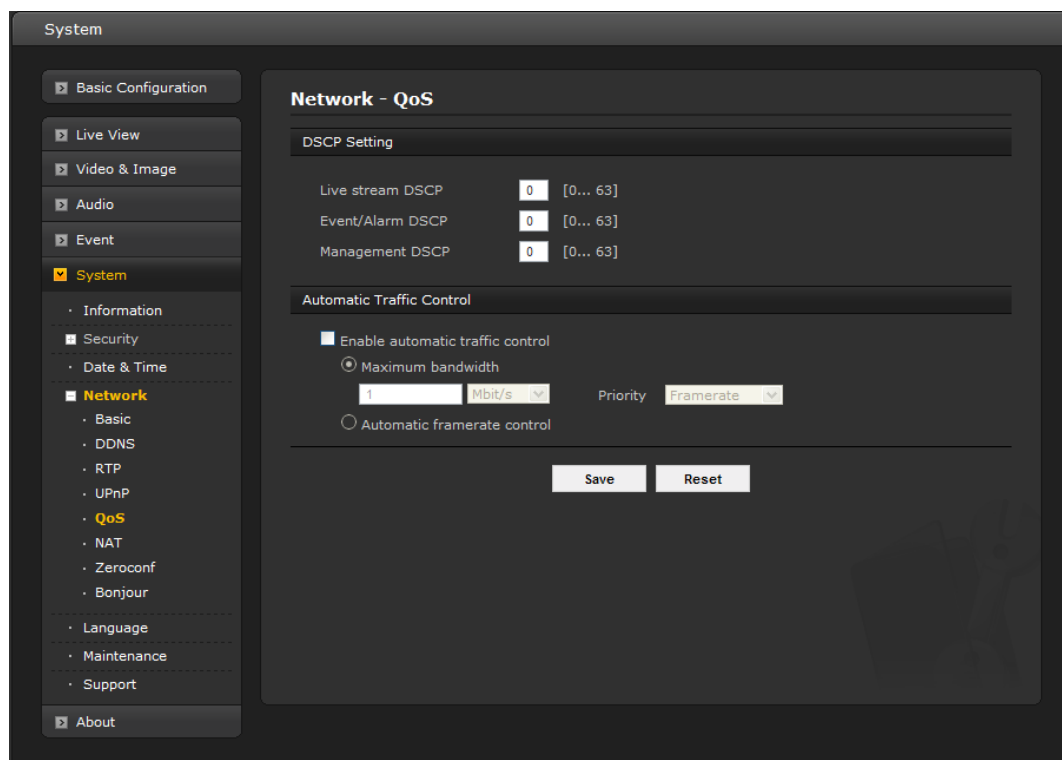 System
Basic Configuration
Live View
Video & Image
Audio
Event
System
Information
Security
Date & Time
Network
Basic
DDNS
RTP
UPnP
QoS
NAT
Zeroconf
Bonjour
Language
Maintenance
Support
About
Network - QoS
DSCP Setting
Live stream DSCP 0 [0... 63]
Event/Alarm DSCP 0 [0... 63]
Management DSCP 0 [0... 63]
Automatic Traffic Control
Enable automatic traffic control
Maximum bandwidth
1 Mbit/s Priority Framerate
Automatic framerate control
Save Reset